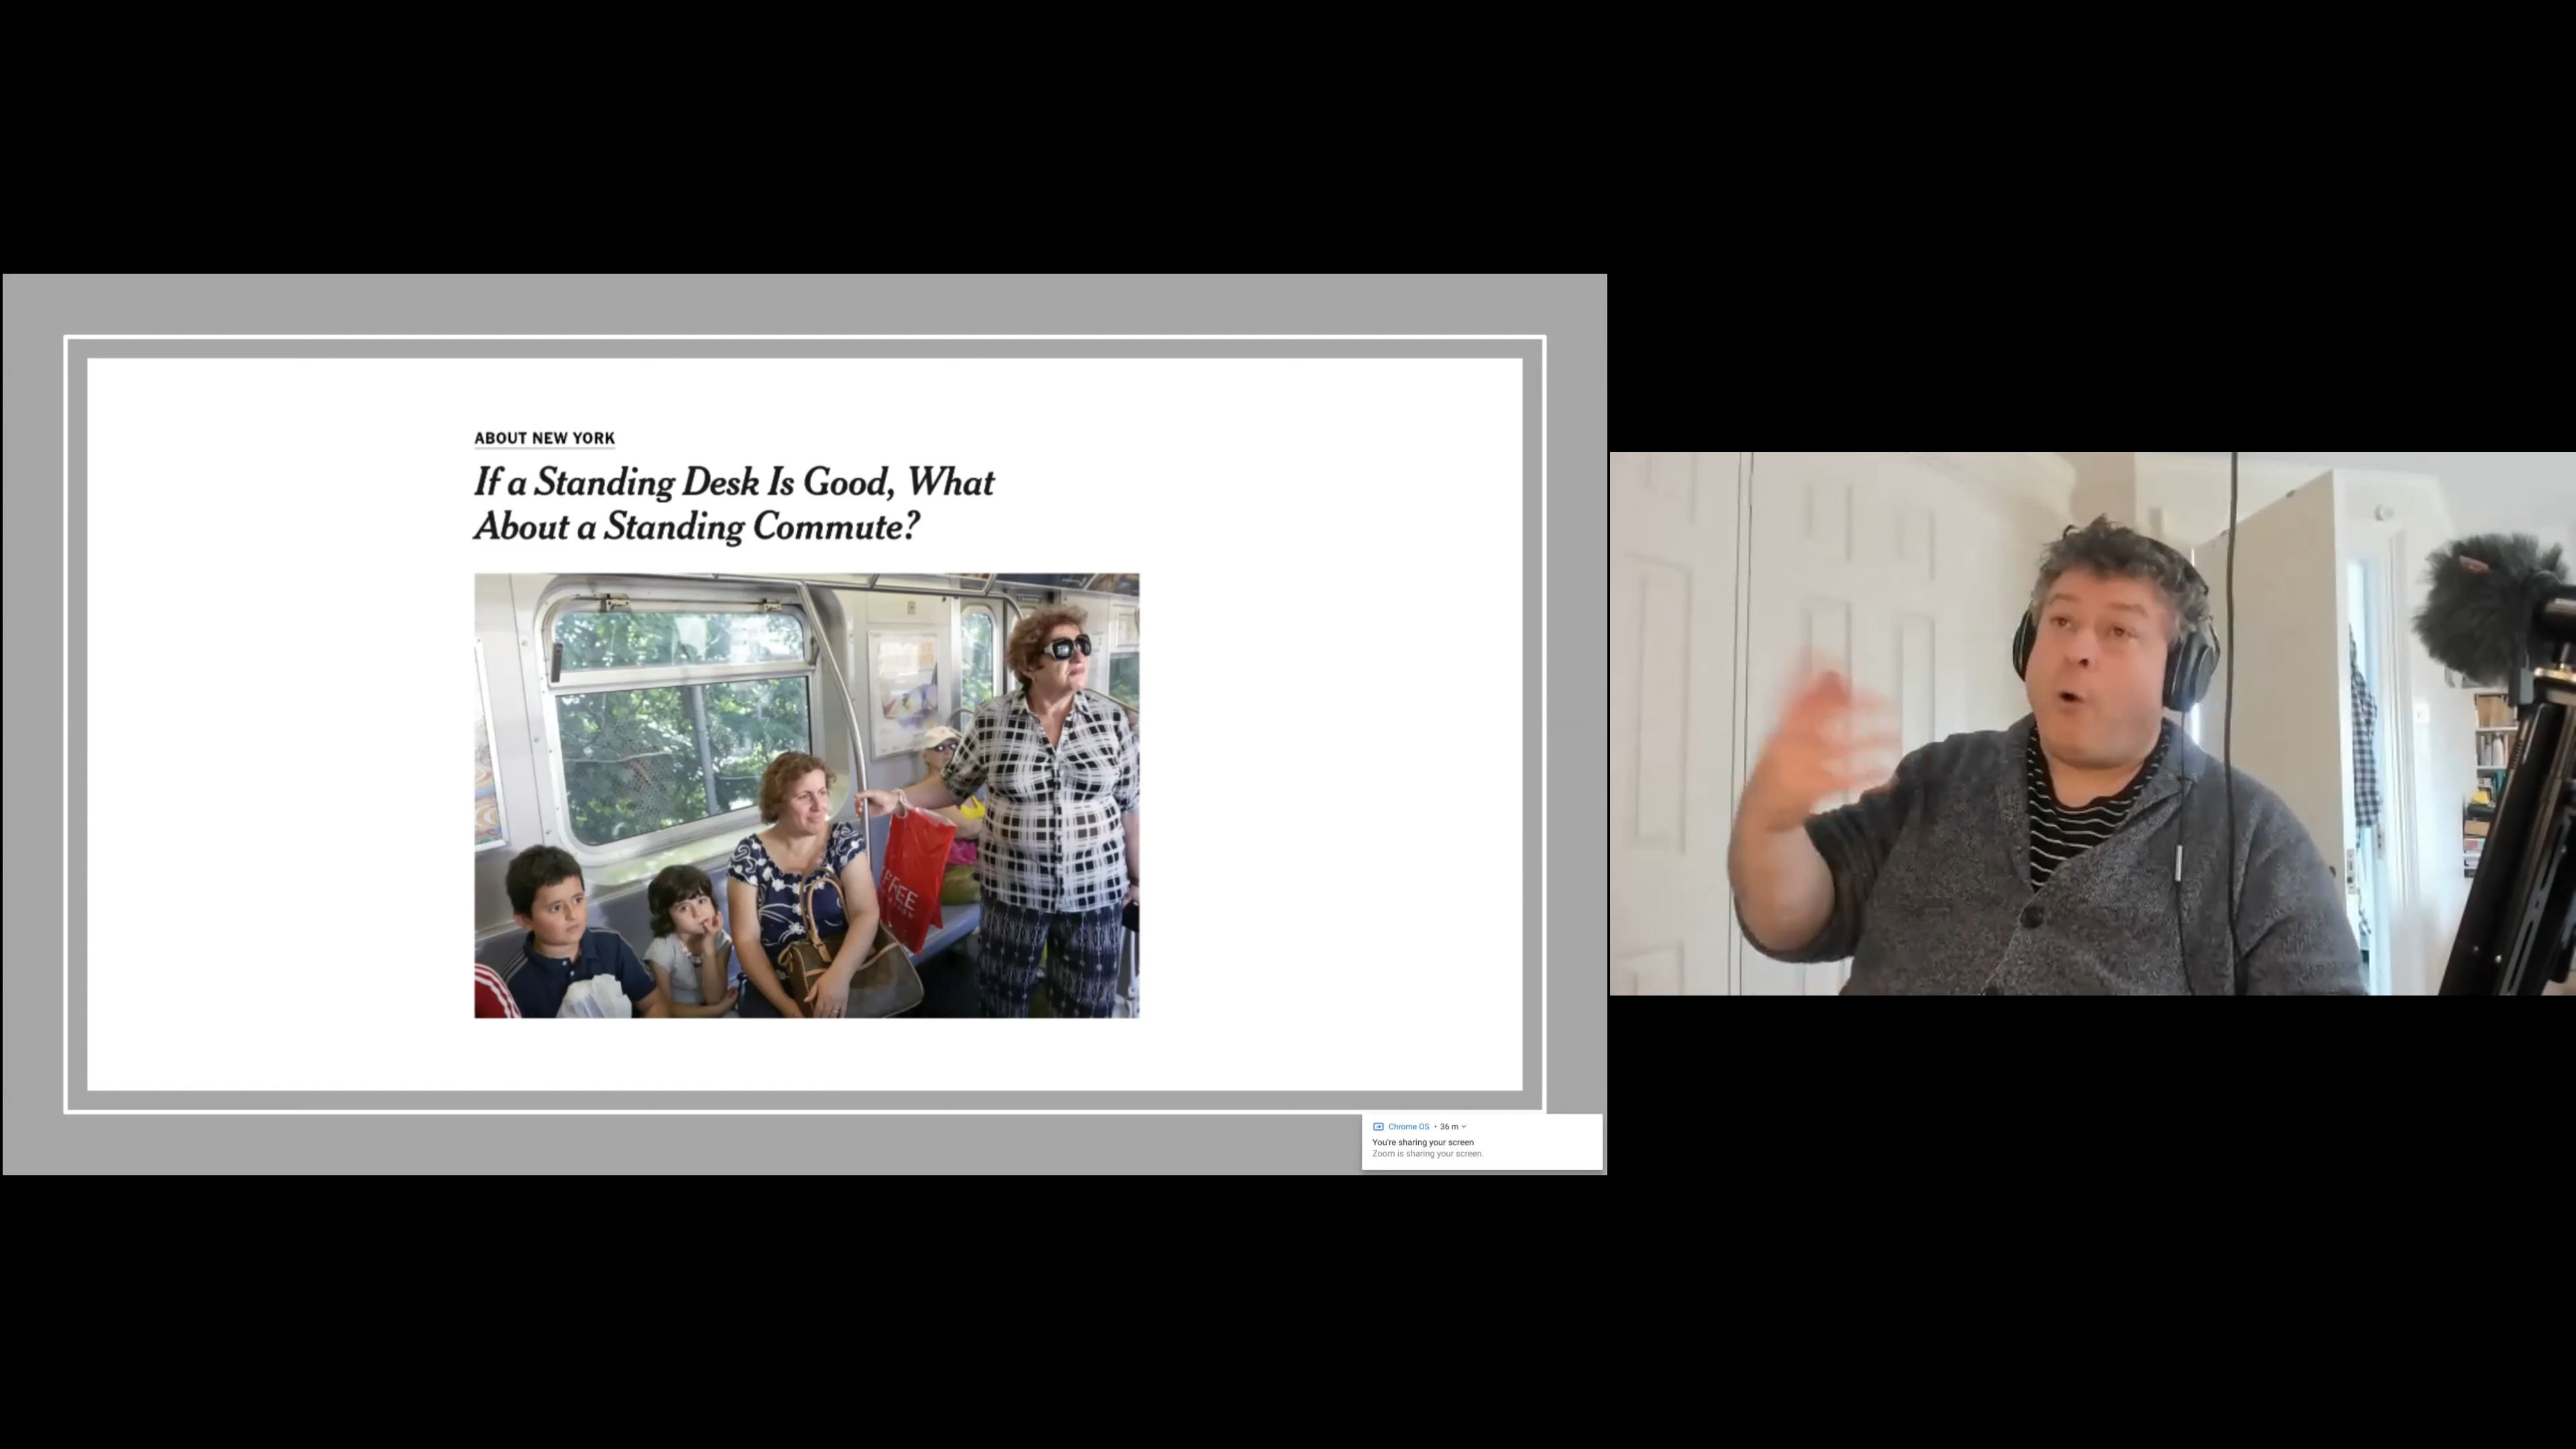 ABOUT NEW YORK
If a Standing Desk Is Good, What
About a Standing Commute?
FREE
Chrome OS • 36 m
You're sharing your screen
Zoom is sharing your screen.